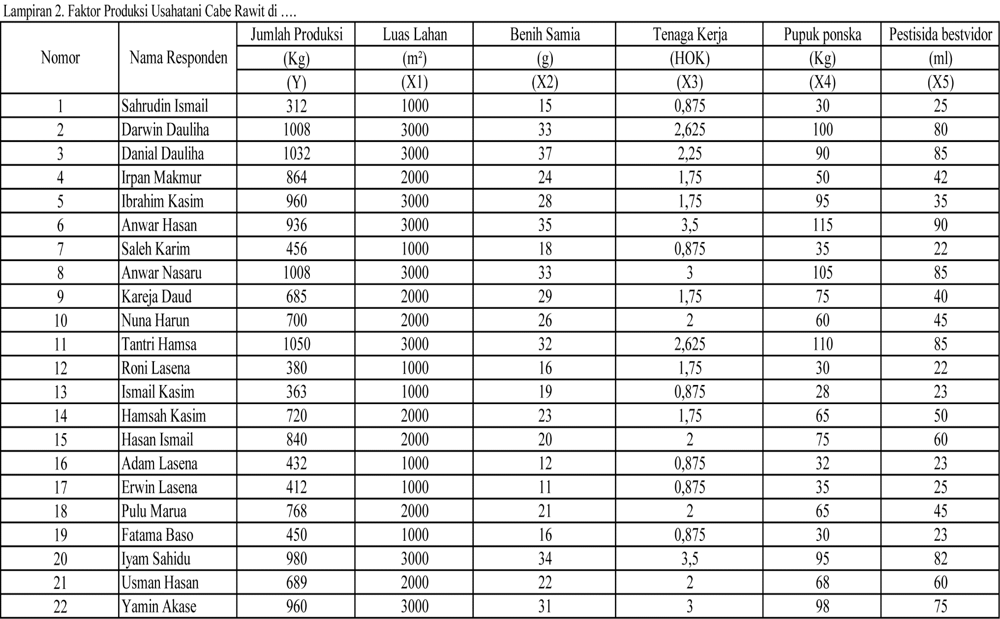 Lampiran 2. Faktor Produksi Usahatani Cabe Rawit di ….
Nomor Nama Responden Jumlah Produksi Luas Lahan Benih Samia Tenaga Kerja Pupuk ponska Pestisida bestvidor
(Kg) (m²) (g) (HOK) (Kg) (ml)
(Y) (X1) (X2) (X3) (X4) (X5)
1 Sahrudin Ismail 312 1000 15 0,875 30 25
2 Darwin Dauliha 1008 3000 33 2,625 100 80
3 Danial Dauliha 1032 3000 37 2,25 90 85
4 Irpan Makmur 864 2000 24 1,75 50 42
5 Ibrahim Kasim 960 3000 28 1,75 95 35
6 Anwar Hasan 936 3000 35 3,5 115 90
7 Saleh Karim 456 1000 18 0,875 35 22
8 Anwar Nasaru 1008 3000 33 3 105 85
9 Kareja Daud 685 2000 29 1,75 75 40
10 Nuna Harun 700 2000 26 2 60 45
11 Tantri Hamsa 1050 3000 32 2,625 110 85
12 Roni Lasena 380 1000 16 1,75 30 22
13 Ismail Kasim 363 1000 19 0,875 28 23
14 Hamsah Kasim 720 2000 23 1,75 65 50
15 Hasan Ismail 840 2000 20 2 75 60
16 Adam Lasena 432 1000 12 0,875 32 23
17 Erwin Lasena 412 1000 11 0,875 35 25
18 Pulu Marua 768 2000 21 2 65 45
19 Fatama Baso 450 1000 16 0,875 30 23
20 Iyam Sahidu 980 3000 34 3,5 95 82
21 Usman Hasan 689 2000 22 2 68 60
22 Yamin Akase 960 3000 31 3 98 75